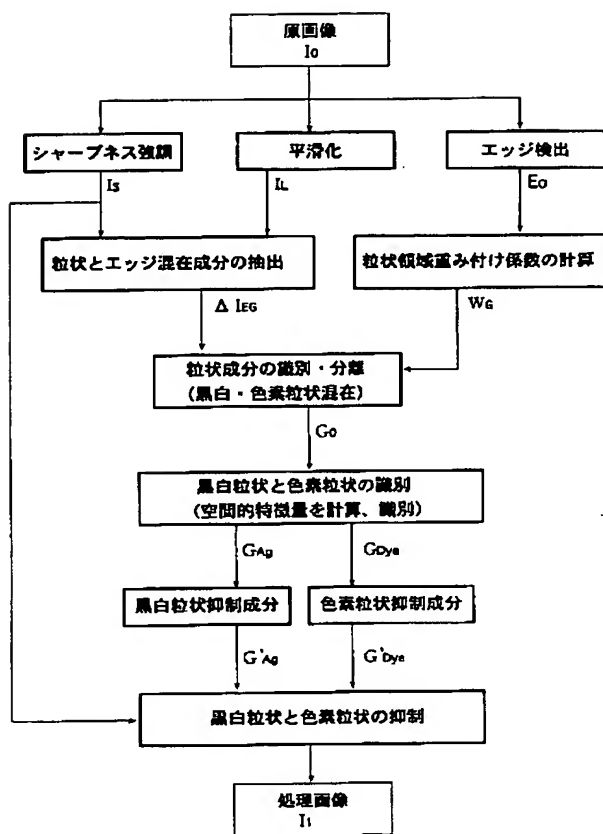 原画像
I0
シャープネス強調
平滑化
エッジ検出
IS
IL
E0
粒状とエッジ混在成分の抽出
粒状領域重み付け係数の計算
Δ IEG
WG
粒状成分の識別・分離
(黒白・色素粒状混在)
G0
黒白粒状と色素粒状の識別
(空間的特徴量を計算、識別)
GAg
GDye
黒白粒状抑制成分
色素粒状抑制成分
G'Ag
G'Dye
黒白粒状と色素粒状の抑制
処理画像
I1